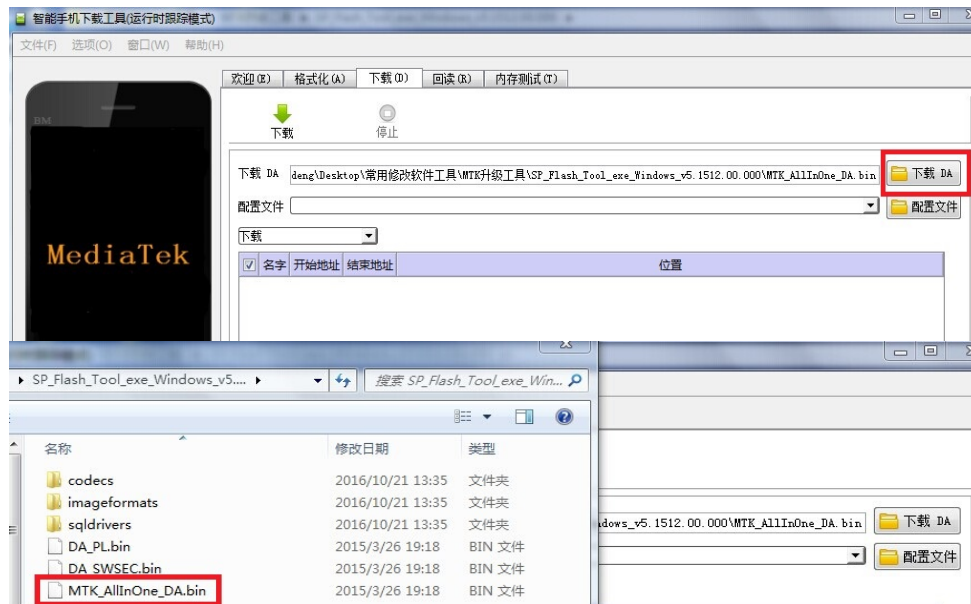 智能手机下载工具(运行时跟踪模式)
文件(F) 选项(O) 窗口(W) 帮助(H)
欢迎(E) 格式化(A) 下载(D) 回读(R) 内存测试(T)
BM
下载 停止
下载 DA deng\Desktop\常用修改软件工具\MTK升级工具\SP_Flash_Tool_exe_Windows_v5.1512.00.000\MTK_AllInOne_DA.bin 下载 DA
配置文件 配置文件
下载
MediaTek
名字 开始地址 结束地址 位置
SP_Flash_Tool_exe_Windows_v5.... 搜索 SP_Flash_Tool_exe_Win...
名称 修改日期 类型
codecs 2016/10/21 13:35 文件夹
imageformats 2016/10/21 13:35 文件夹
sqldrivers 2016/10/21 13:35 文件夹
dows_v5.1512.00.000\MTK_AllInOne_DA.bin 下载 DA
DA_PL.bin 2015/3/26 19:18 BIN 文件
配置文件
DA_SWSEC.bin 2015/3/26 19:18 BIN 文件
MTK_AllInOne_DA.bin 2015/3/26 19:18 BIN 文件